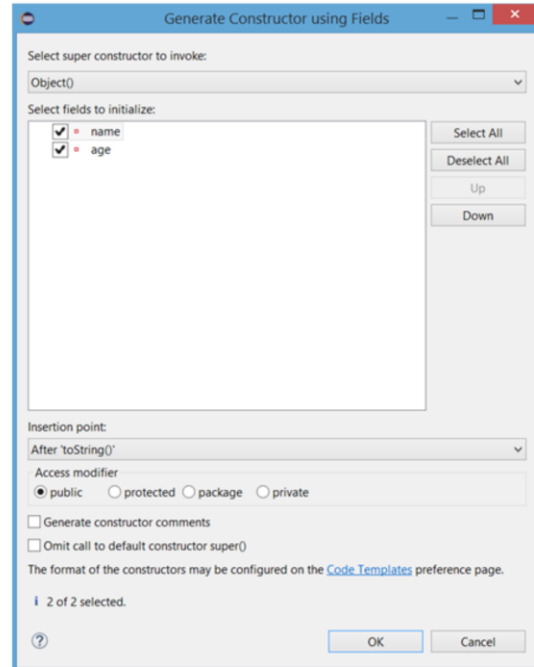 Generate Constructor using Fields
Select super constructor to invoke:
Object()
Select fields to initialize:
name
age
Select All
Deselect All
Up
Down
Insertion point:
After 'toString()'
Access modifier
public protected package private
Generate constructor comments
Omit call to default constructor super()
The format of the constructors may be configured on the Code Templates preference page.
2 of 2 selected.
OK Cancel